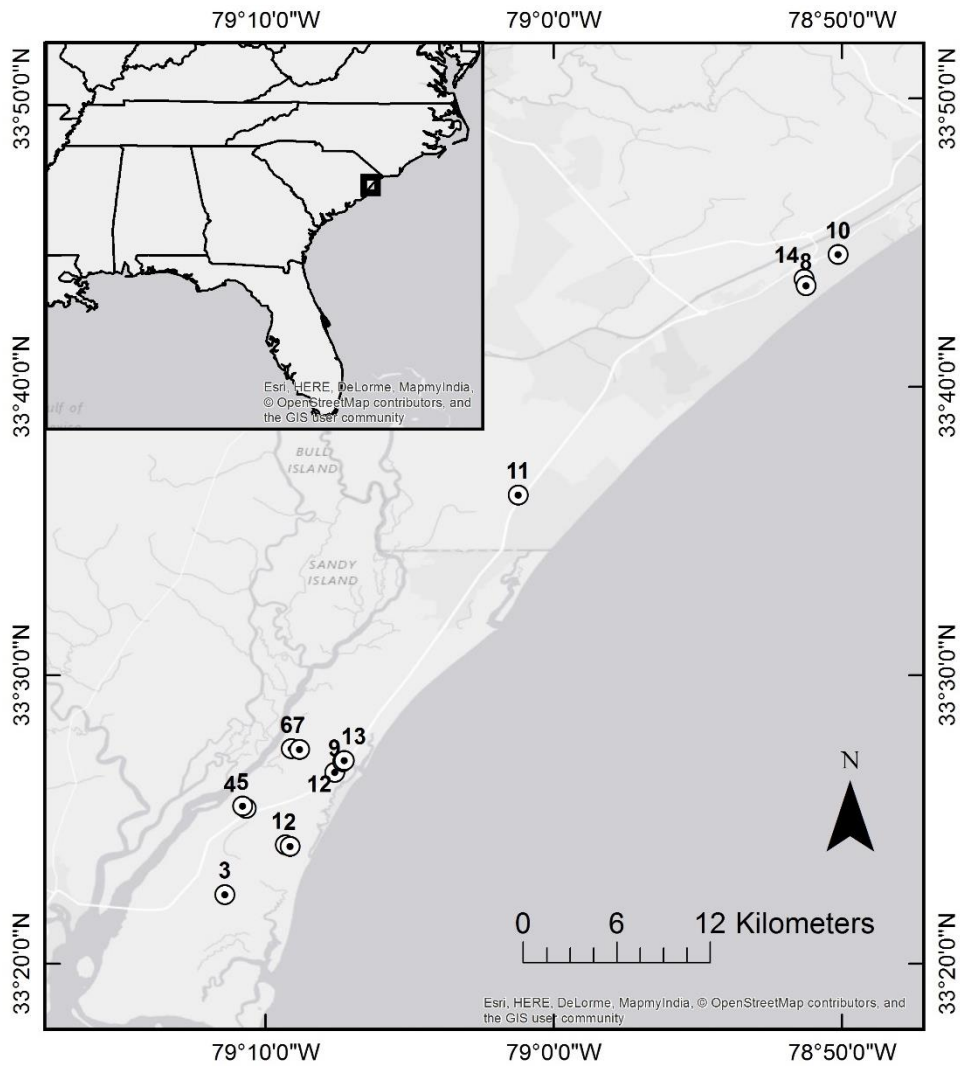 79°10'0"W
79°0'0"W
78°50'0"W
33°50'0"N
33°50'0"N
10
148
Esri, HERE, DeLorme, MapmyIndia,
© OpenStreetMap contributors, and
the GIS user community
33°40'0"N
33°40'0"N
BULL
ISLAND
11
SANDY
ISLAND
33°30'0"N
33°30'0"N
67
13
9
12
45
12
3
N
0 6 12 Kilometers
33°20'0"N
33°20'0"N
Esri, HERE, DeLorme, MapmyIndia, © OpenStreetMap contributors, and
the GIS user community
79°10'0"W
79°0'0"W
78°50'0"W